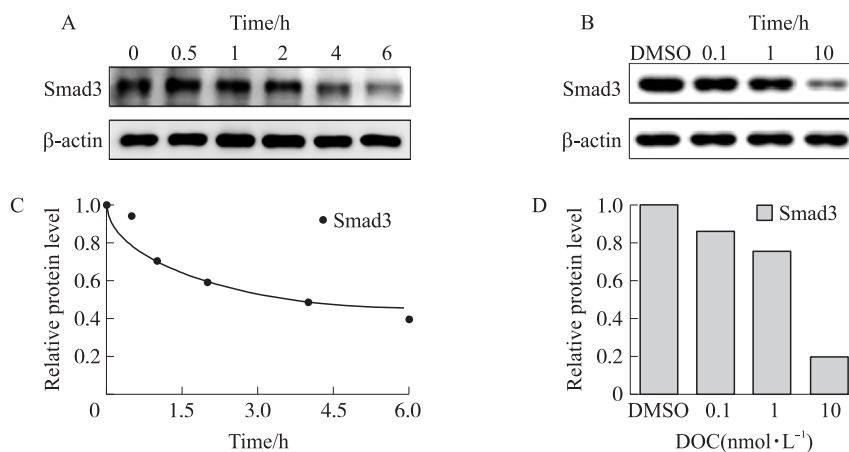 A
Time/h
0 0.5 1 2 4 6
Smad3
β-actin
B
Time/h
DMSO 0.1 1 10
Smad3
β-actin
C
Relative protein level
1.0
0.8
0.6
0.4
0.2
0 1.5 3.0 4.5 6.0
Time/h
Smad3
D
Relative protein level
1.0
0.8
0.6
0.4
0.2
0
DMSO 0.1 1 10
DOC(nmol·L⁻¹)
Smad3